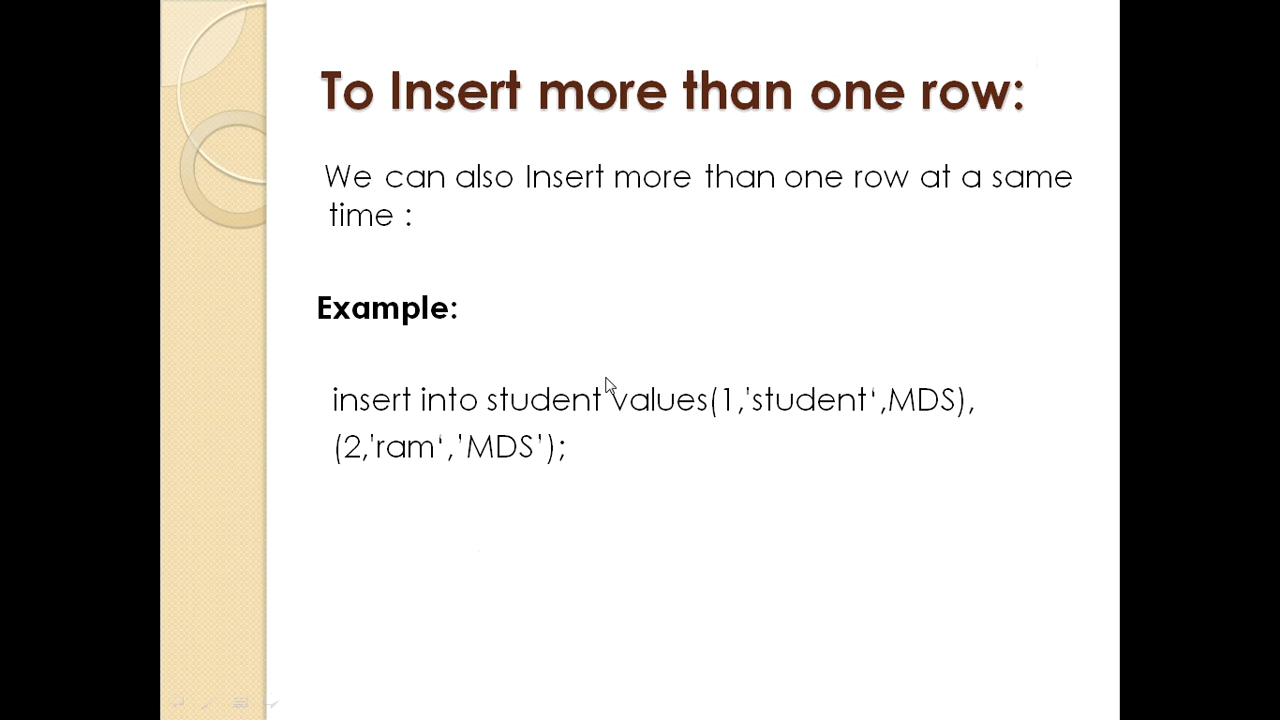 To Insert more than one row:
We can also Insert more than one row at a same
time :
Example:
insert into student values(1,'student‘,MDS),
(2,'ram‘,'MDS');